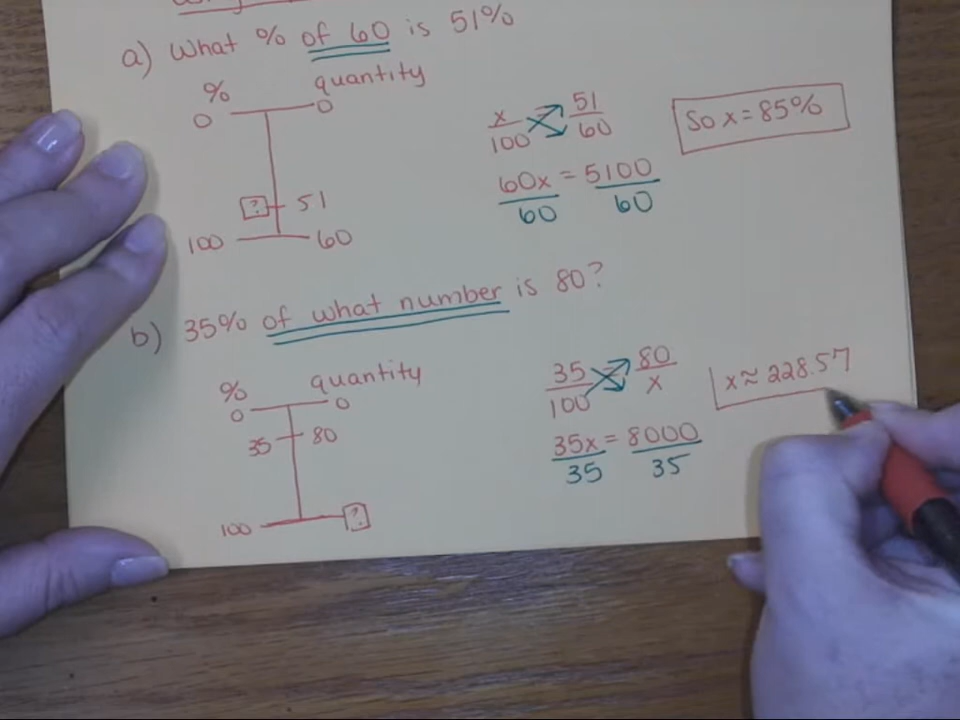 a) What % of 60 is 51%
% quantity
0 0
? 51
100 60
x/100 = 51/60
60x = 5100
60 60
So x = 85%
b) 35% of what number is 80?
% quantity
0 0
35 80
100 ?
35/100 = 80/x
35x = 8000
35 35
x ≈ 228.57